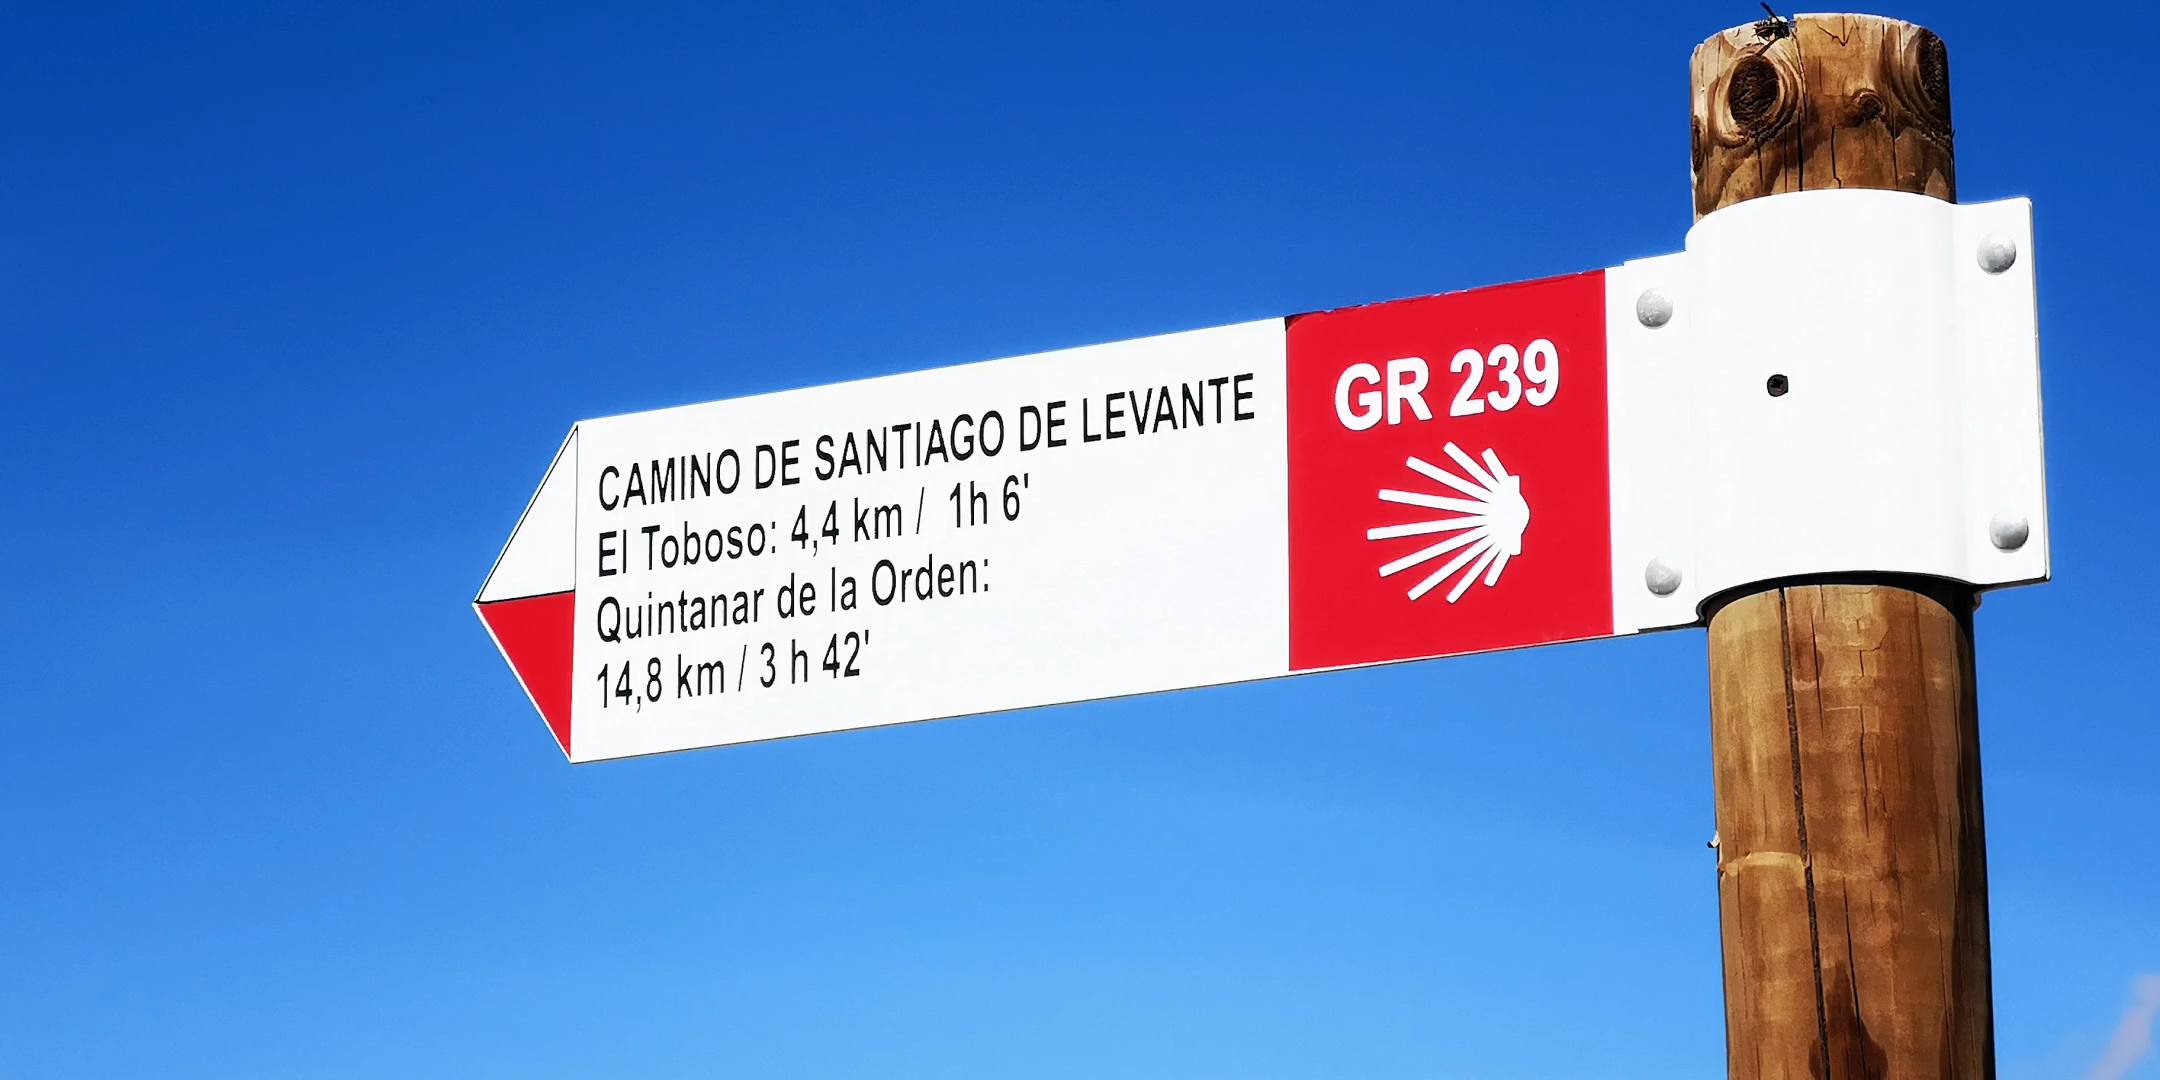 CAMINO DE SANTIAGO DE LEVANTE
El Toboso: 4,4 km / 1h 6'
Quintanar de la Orden:
14,8 km / 3 h 42'
GR 239